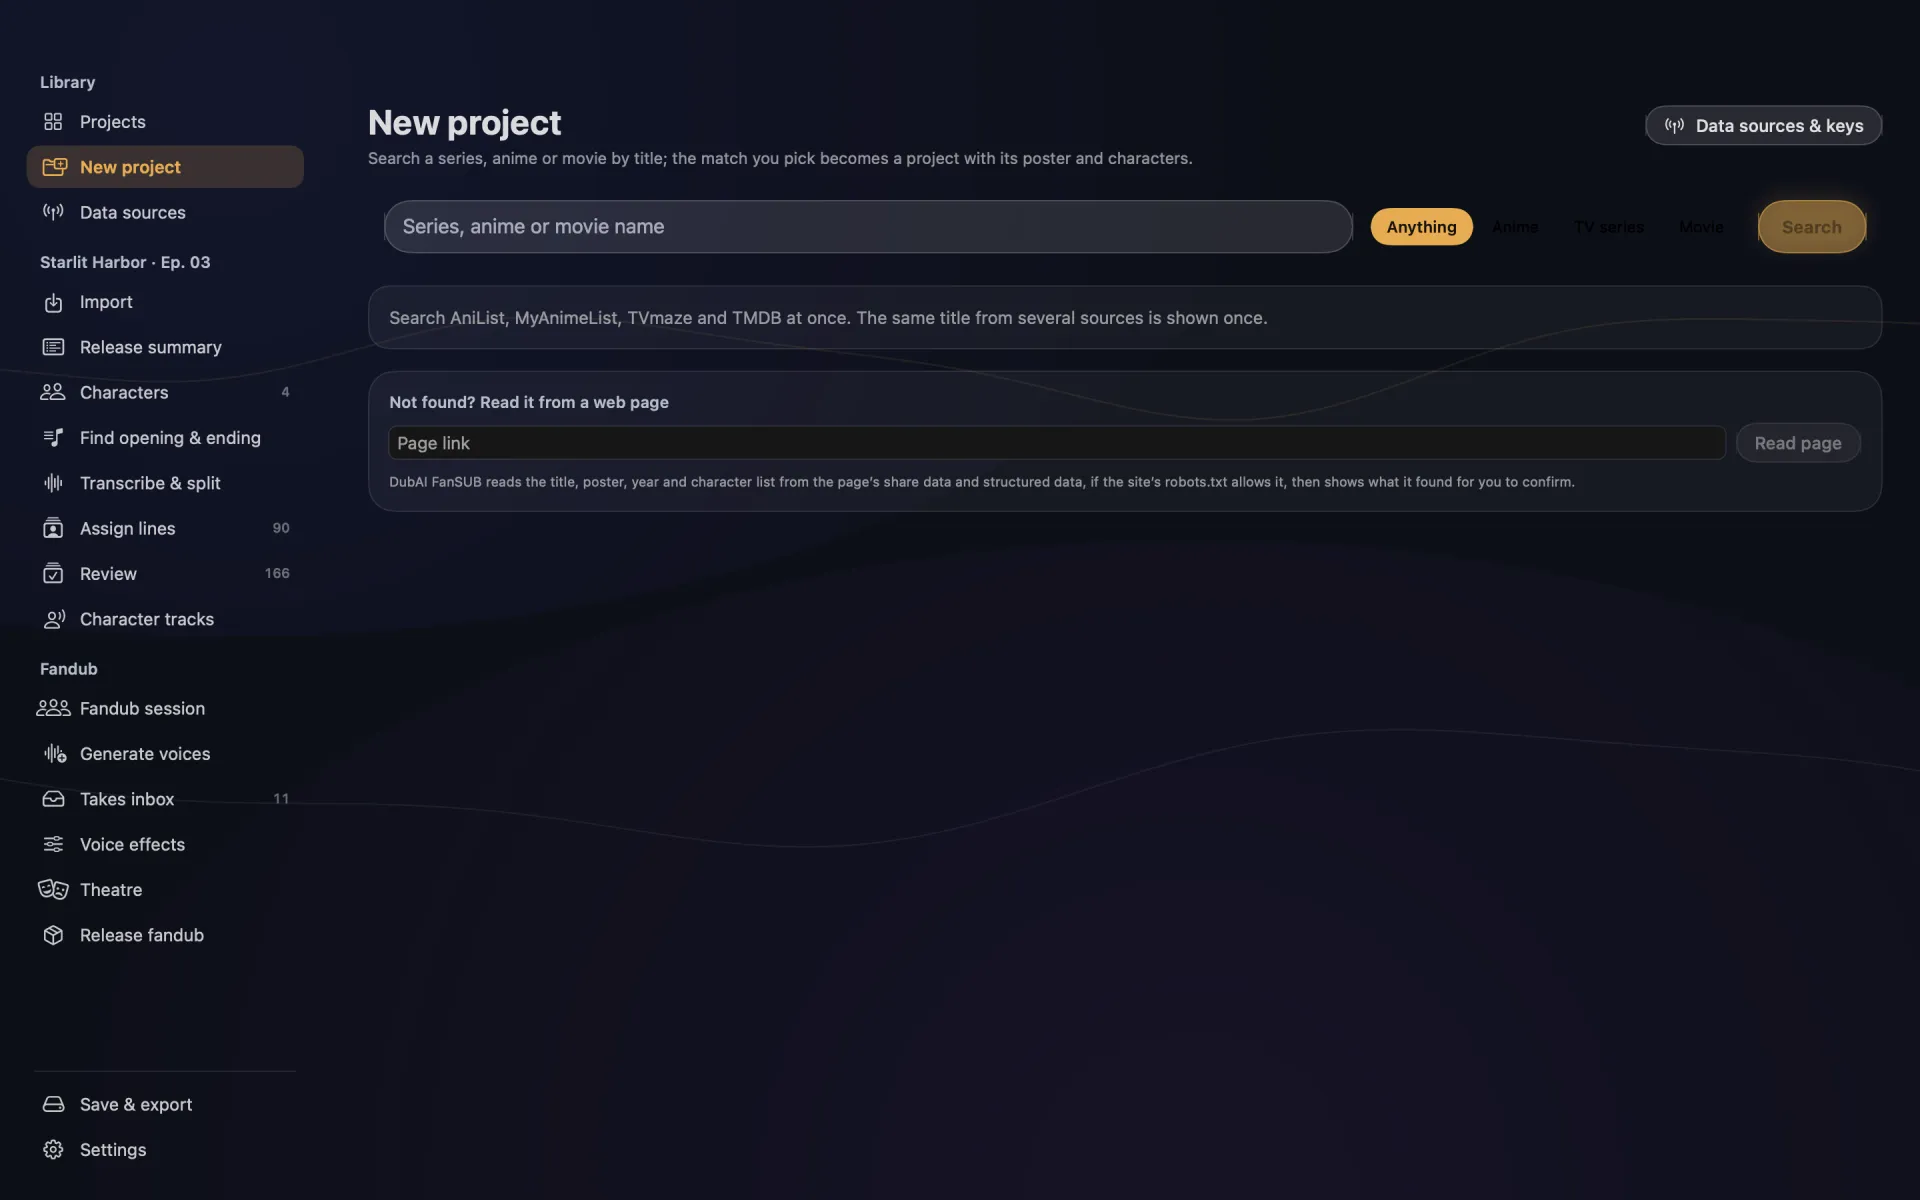 Library
Projects
New project
Data sources
Starlit Harbor · Ep. 03
Import
Release summary
Characters 4
Find opening & ending
Transcribe & split
Assign lines 90
Review 166
Character tracks
Fandub
Fandub session
Generate voices
Takes inbox 11
Voice effects
Theatre
Release fandub
Save & export
Settings
New project
Data sources & keys
Search a series, anime or movie by title; the match you pick becomes a project with its poster and characters.
Series, anime or movie name Anything Anime TV series Movie Search
Search AniList, MyAnimeList, TVmaze and TMDB at once. The same title from several sources is shown once.
Not found? Read it from a web page
Page link Read page
DubAI FanSUB reads the title, poster, year and character list from the page's share data and structured data, if the site's robots.txt allows it, then shows what it found for you to confirm.